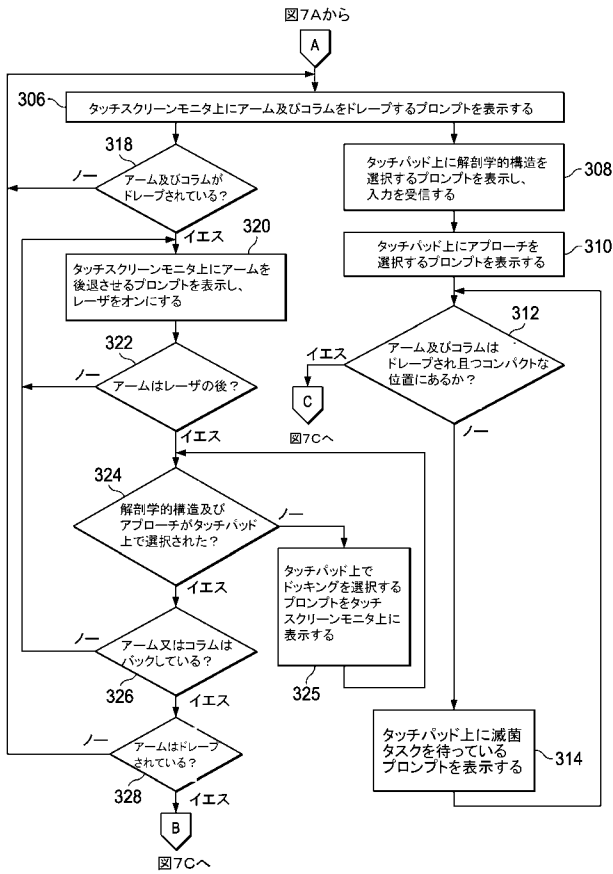 図7Aから
A
306
タッチスクリーンモニタ上にアーム及びコラムをドレープするプロンプトを表示する
318
アーム及びコラムが
ドレープされている？
ノー
イエス
320
タッチスクリーンモニタ上にアームを
後退させるプロンプトを表示し、
レーザをオンにする
322
アームはレーザの後？
ノー
イエス
324
解剖学的構造及び
アプローチがタッチパッド
上で選択された？
ノー
イエス
タッチパッド上で
ドッキングを選択する
プロンプトをタッチ
スクリーンモニタ上に
表示する
325
アーム又はコラムは
バックしている？
ノー
326
イエス
アームはドレープ
されている？
ノー
328
イエス
B
図7Cへ
タッチパッド上に解剖学的構造を
選択するプロンプトを表示し、
入力を受信する
308
タッチパッド上にアプローチを
選択するプロンプトを表示する
310
312
アーム及びコラムは
ドレープされ且つコンパクトな
位置にあるか？
イエス
C
図7Cへ
ノー
タッチパッド上に滅菌
タスクを待っている
プロンプトを表示する
314